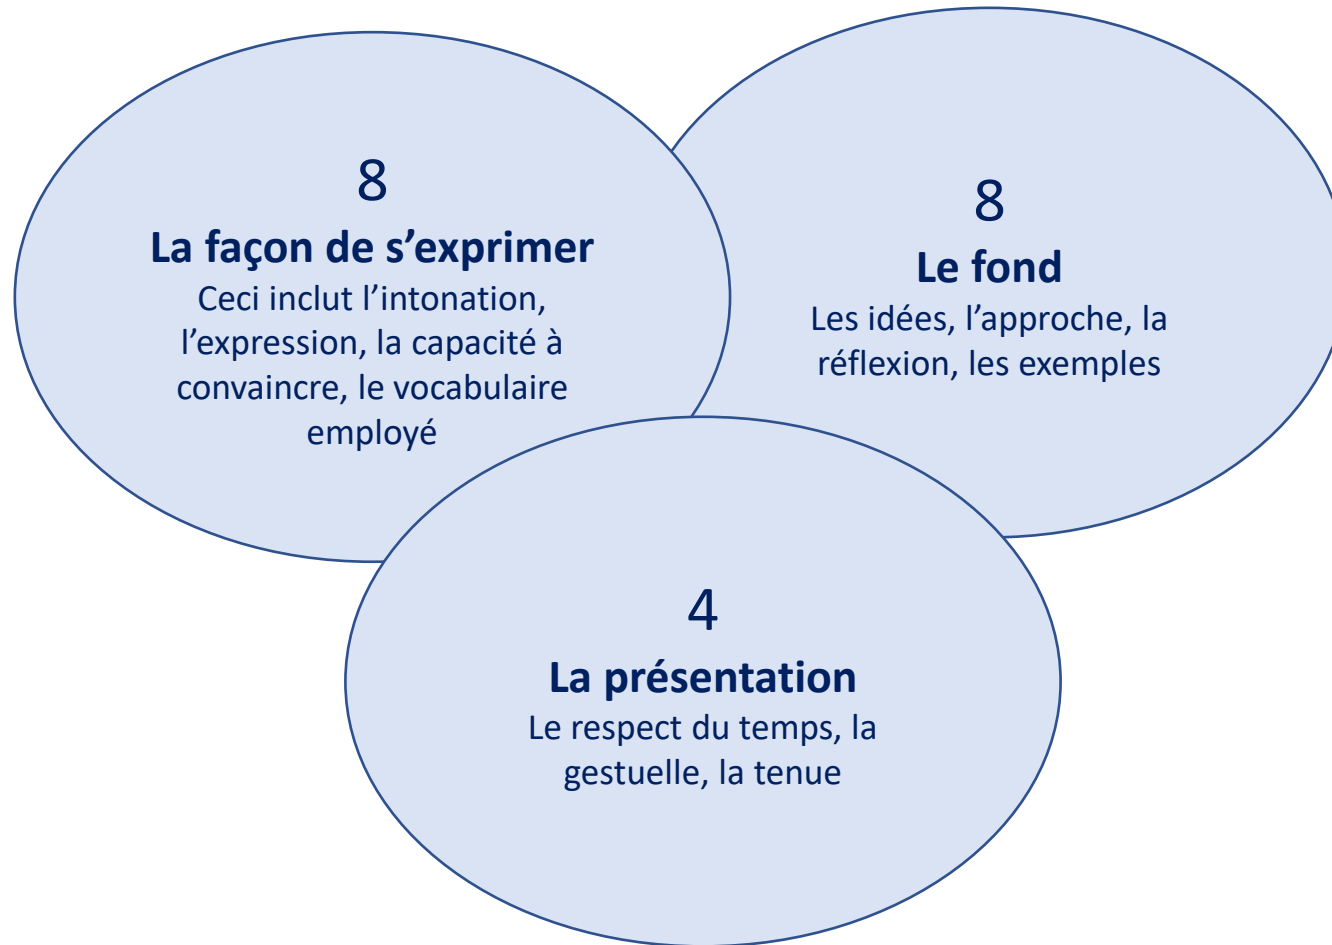 8
La façon de s’exprimer
Ceci inclut l’intonation,
l’expression, la capacité à
convaincre, le vocabulaire
employé
8
Le fond
Les idées, l’approche, la
réflexion, les exemples
4
La présentation
Le respect du temps, la
gestuelle, la tenue